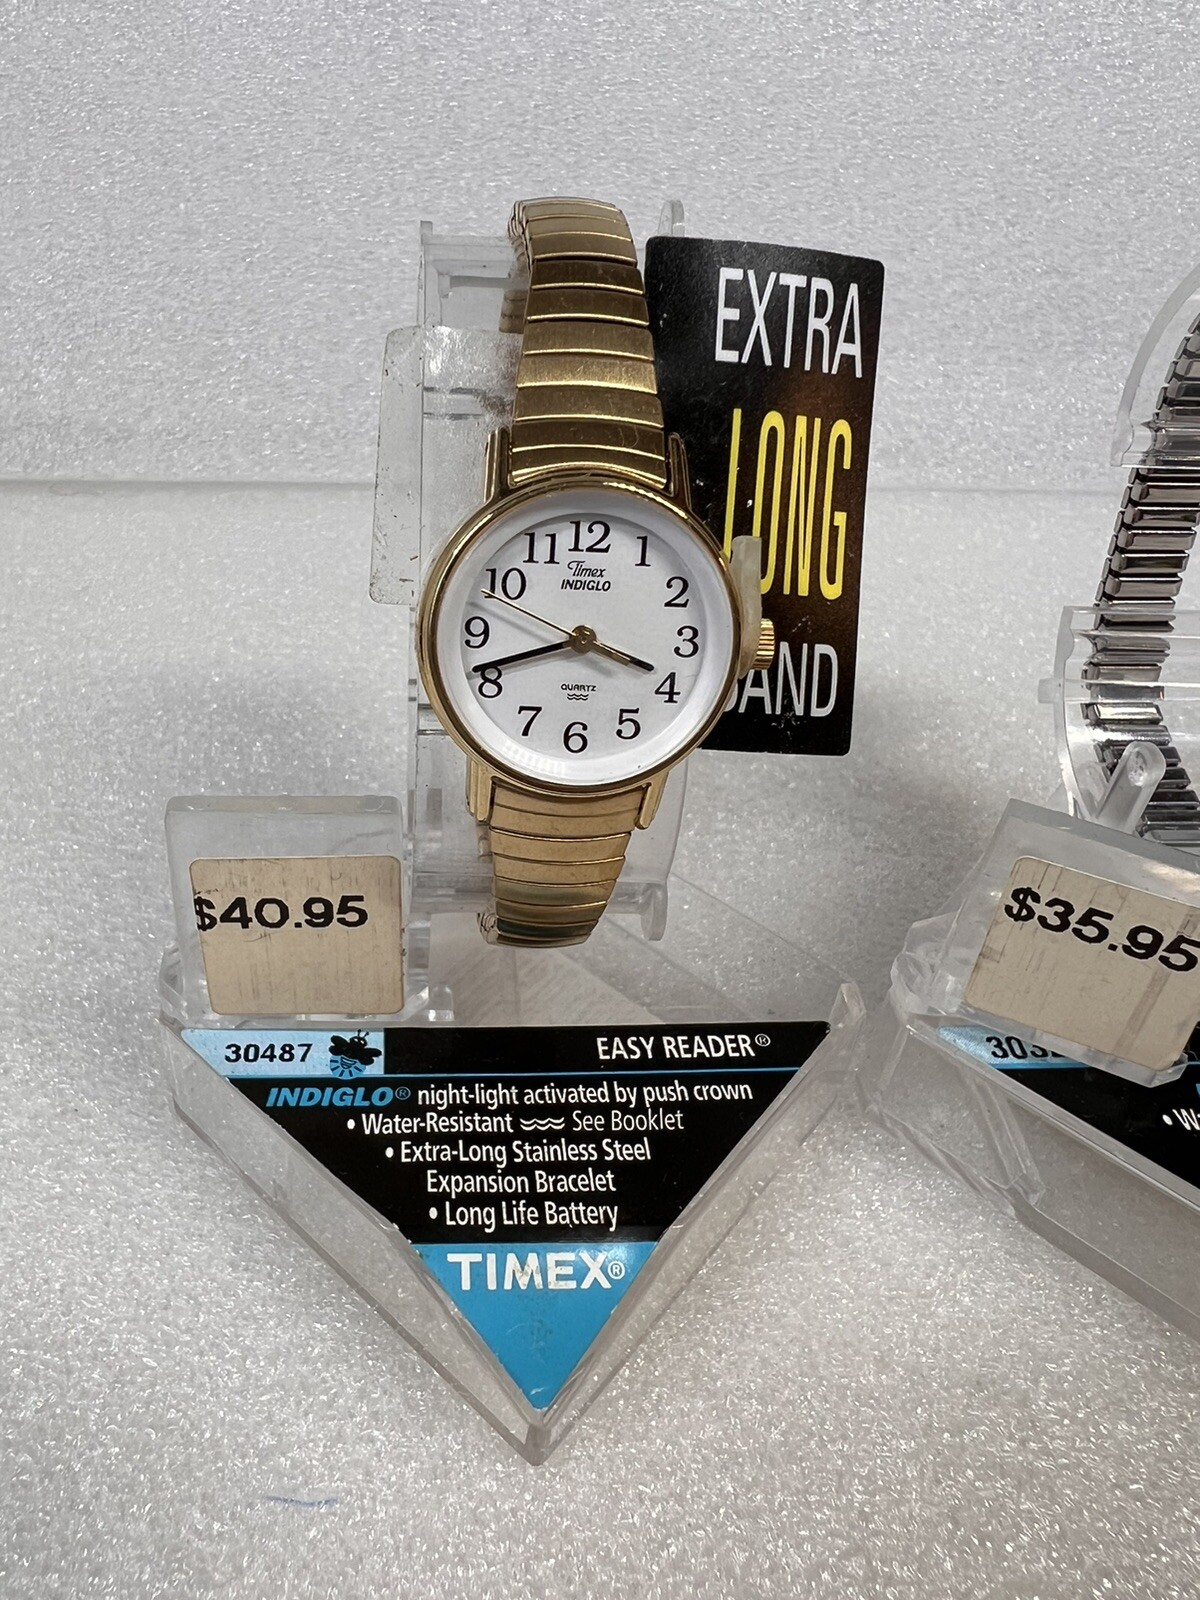 EXTRA
LONG
BAND
12
11
1
Timex
INDIGLO
10
2
9
3
8
QUARTZ
4
7
5
6
$40.95
$35.95
30487
EASY READER®
INDIGLO® night-light activated by push crown
• Water-Resistant See Booklet
• Extra-Long Stainless Steel
Expansion Bracelet
• Long Life Battery
TIMEX®